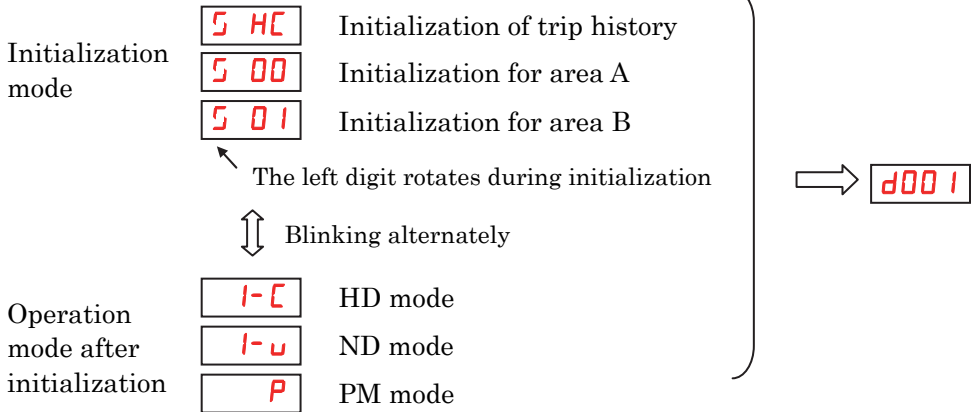 5 HC Initialization of trip history
Initialization
mode
5 00 Initialization for area A
5 01 Initialization for area B
The left digit rotates during initialization
d001
Blinking alternately
1-C HD mode
Operation
mode after
initialization
1-u ND mode
P PM mode